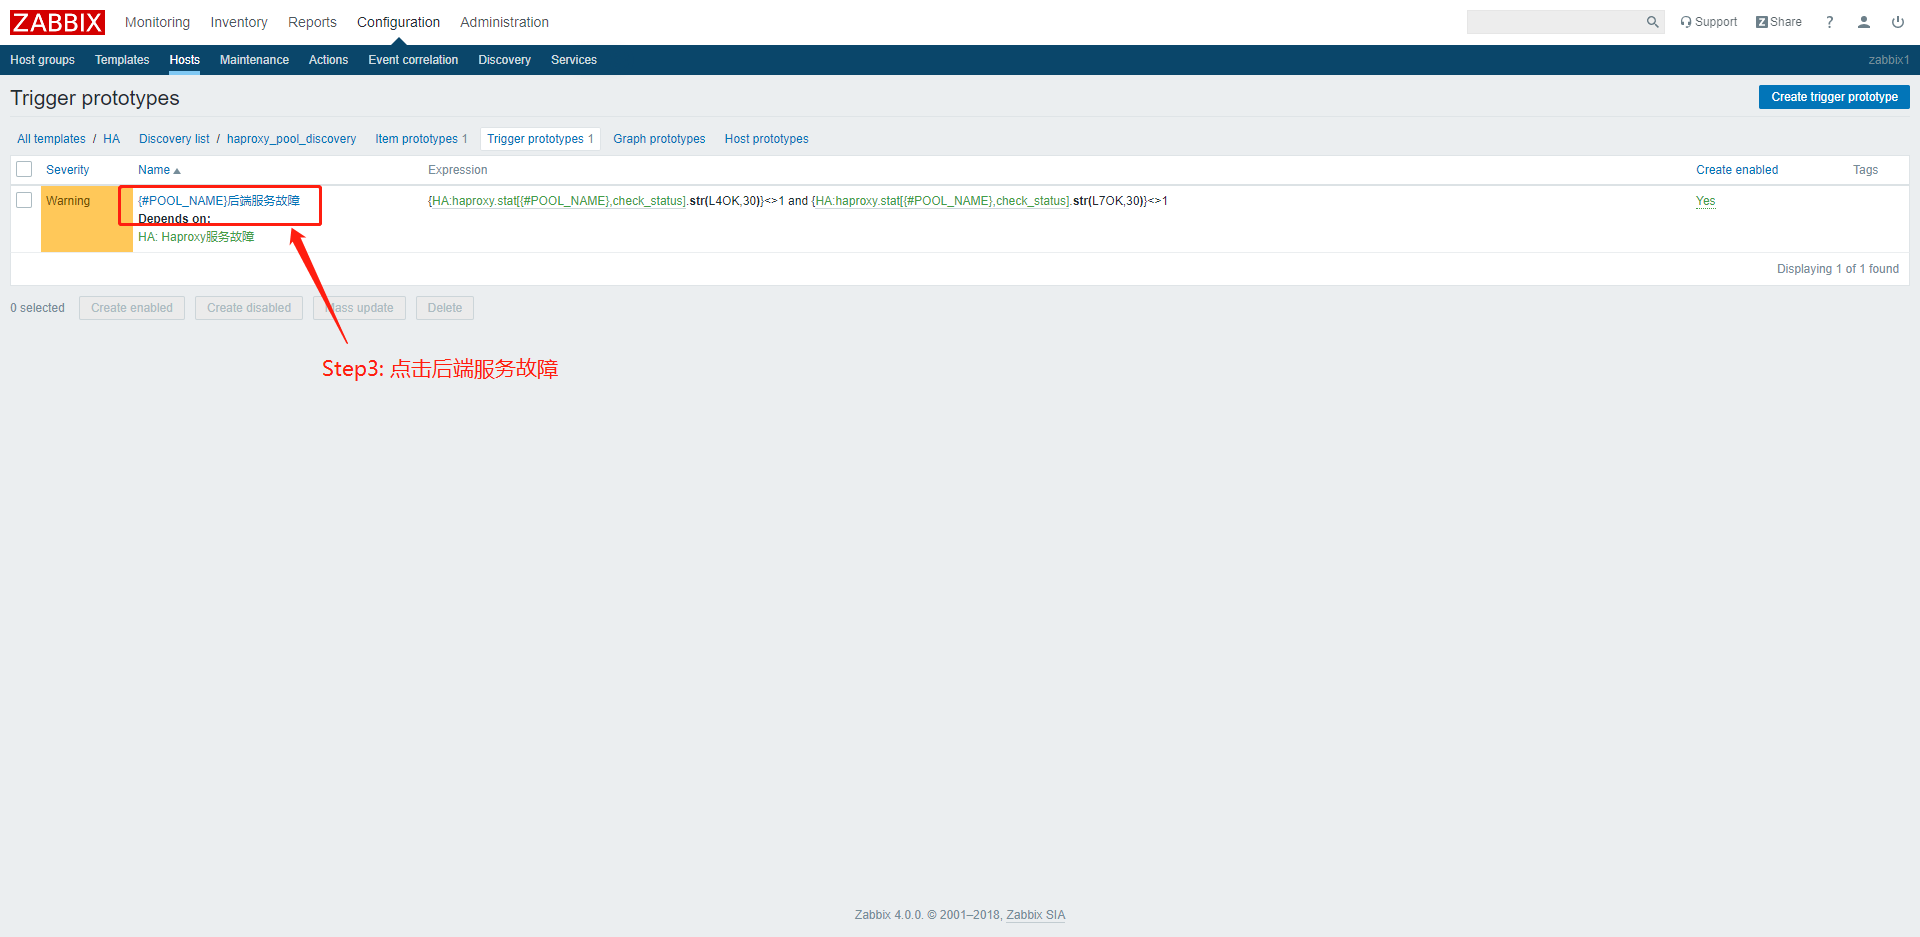 ZABBIX Monitoring Inventory Reports Configuration Administration Support Z Share ?
Host groups Templates Hosts Maintenance Actions Event correlation Discovery Services zabbix1
Trigger prototypes Create trigger prototype
All templates / HA Discovery list / haproxy_pool_discovery Item prototypes 1 Trigger prototypes 1 Graph prototypes Host prototypes
Severity Name Expression Create enabled Tags
Warning {#POOL_NAME}后端服务故障 {HA:haproxy.stat[{#POOL_NAME},check_status].str(L4OK,30)}<>1 and {HA:haproxy.stat[{#POOL_NAME},check_status].str(L7OK,30)}<>1 Yes
Depends on:
HA: Haproxy服务故障
Displaying 1 of 1 found
0 selected Create enabled Create disabled Mass update Delete
Step3: 点击后端服务故障
Zabbix 4.0.0. © 2001–2018, Zabbix SIA